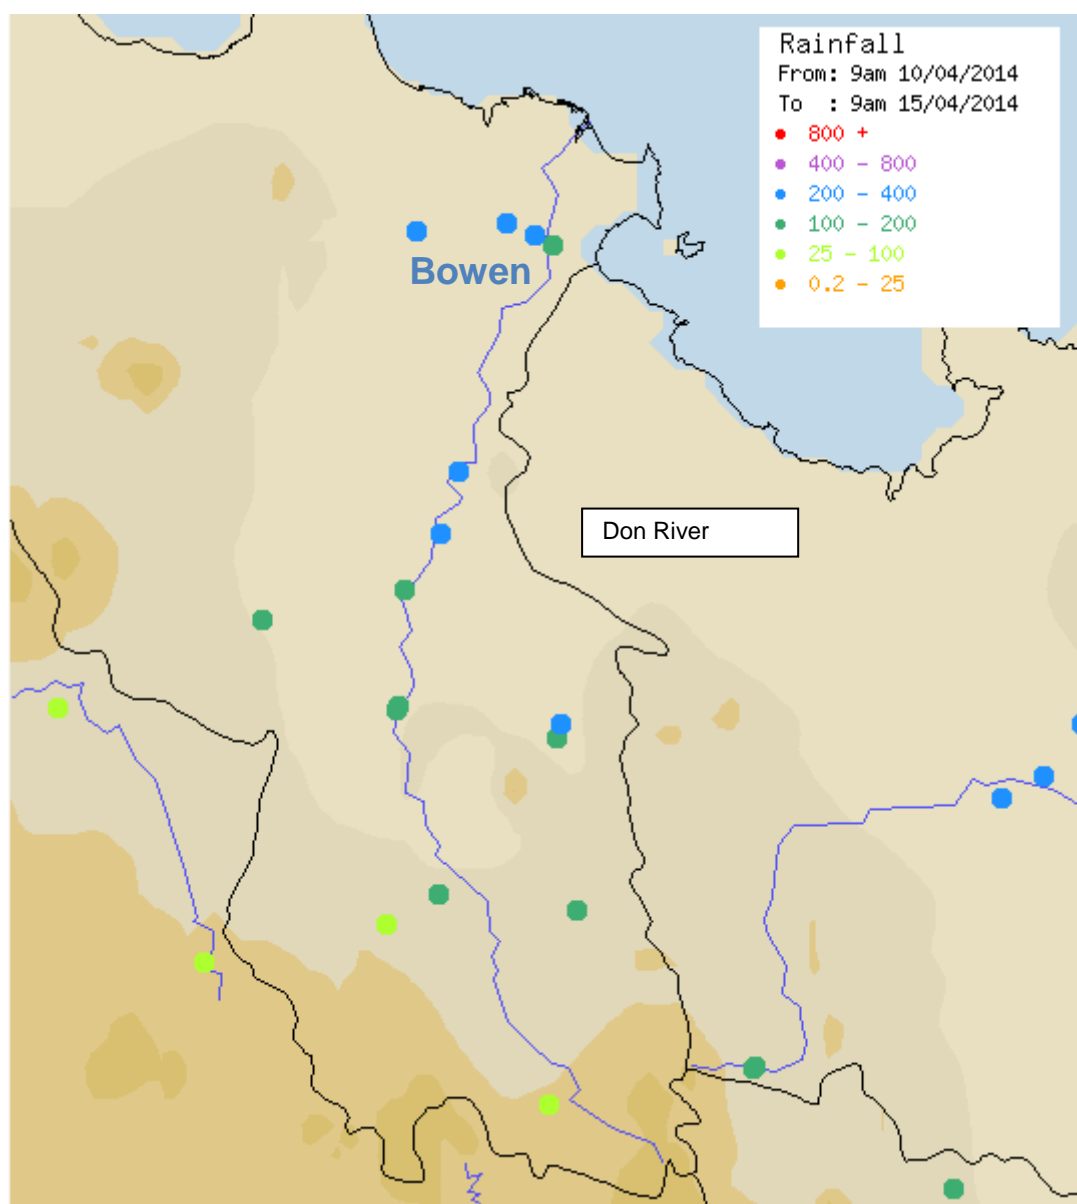 Rainfall
From: 9am 10/04/2014
To  : 9am 15/04/2014
800 +
400 - 800
200 - 400
100 - 200
25 - 100
0.2 - 25
Bowen
Don River